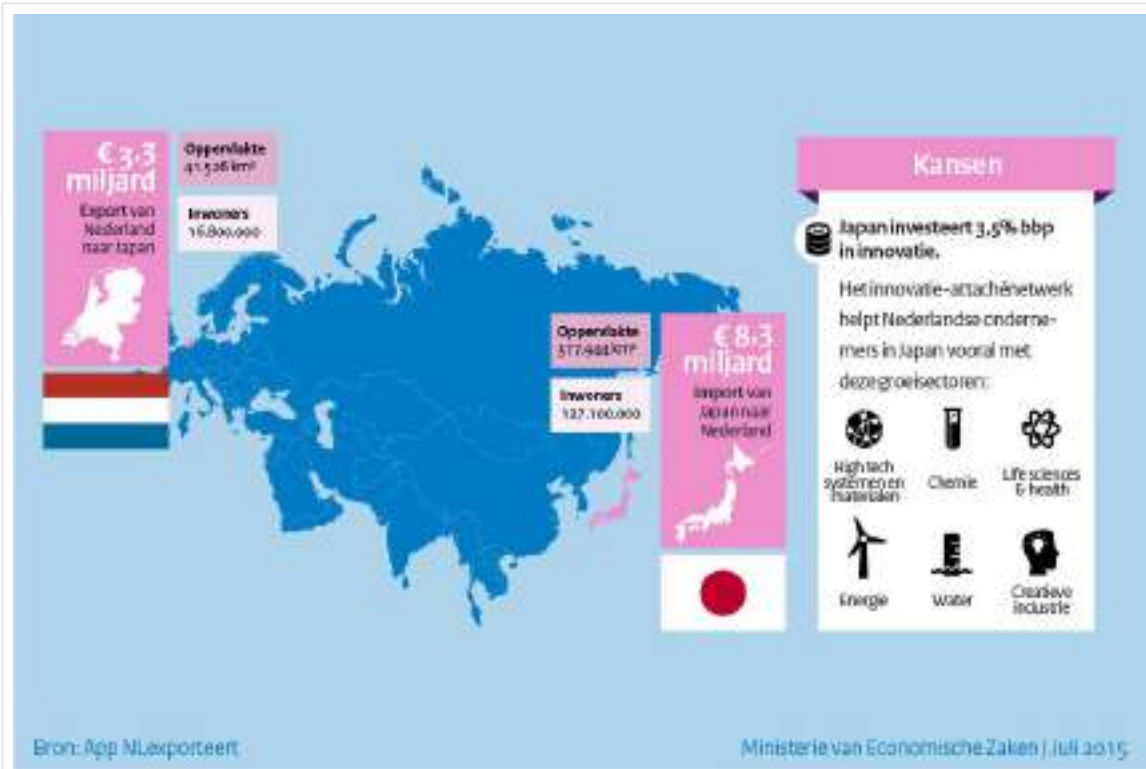 € 3,3
miljard
Export van
Nederland
naar Japan
Oppervlakte
41.526 km²
Inwoners
16.800.000
Oppervlakte
377.944 km²
Inwoners
127.100.000
€ 8,3
miljard
Import van
Japan naar
Nederland
Kansen
Japan investeert 3,5% bbp
in innovatie.
Het innovatie-attachénetwerk
helpt Nederlandse onderne-
mers in Japan vooral met
deze groeisectoren:
High tech
systemen en
materialen
Chemie
Life sciences
& health
Energie
Water
Creatieve
industrie
Bron: App NLexporteert
Ministerie van Economische Zaken | Juli 2015